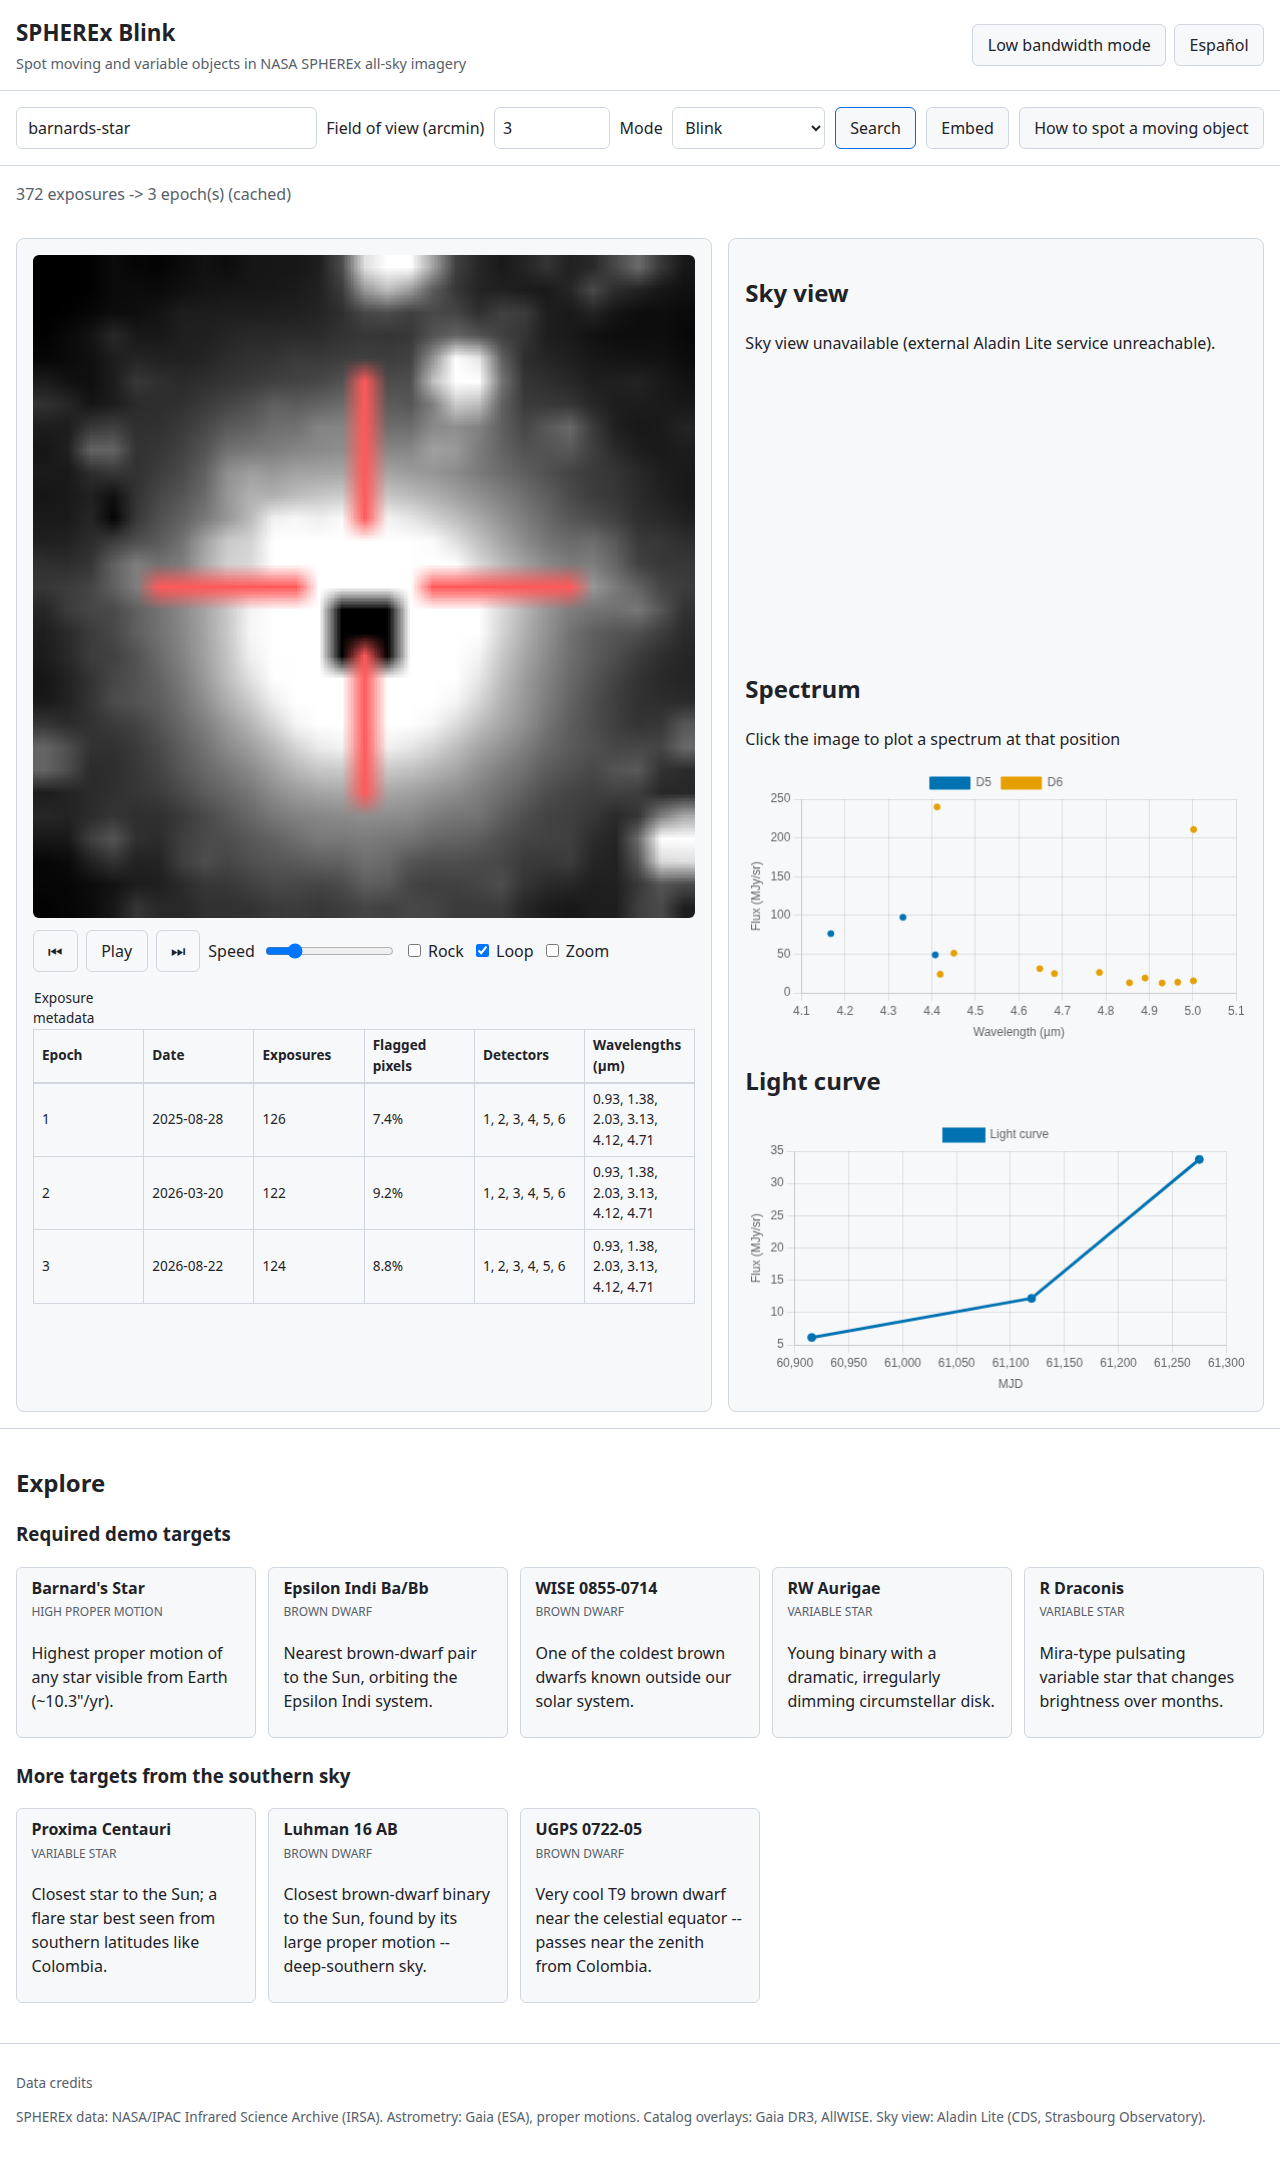 SPHEREx Blink
Spot moving and variable objects in NASA SPHEREx all-sky imagery
Low bandwidth mode
Español
barnards-star
Field of view (arcmin)
3
Mode
Blink
Search
Embed
How to spot a moving object
372 exposures -> 3 epoch(s) (cached)
⏮
Play
⏭
Speed
Rock
Loop
Zoom
Exposure
metadata
Epoch
Date
Exposures
Flagged
pixels
Detectors
Wavelengths
(µm)
1
2025-08-28
126
7.4%
1, 2, 3, 4, 5, 6
0.93, 1.38,
2.03, 3.13,
4.12, 4.71
2
2026-03-20
122
9.2%
1, 2, 3, 4, 5, 6
0.93, 1.38,
2.03, 3.13,
4.12, 4.71
3
2026-08-22
124
8.8%
1, 2, 3, 4, 5, 6
0.93, 1.38,
2.03, 3.13,
4.12, 4.71
Sky view
Sky view unavailable (external Aladin Lite service unreachable).
Spectrum
Click the image to plot a spectrum at that position
D5
D6
250
200
150
100
50
0
Flux (MJy/sr)
4.1
4.2
4.3
4.4
4.5
4.6
4.7
4.8
4.9
5.0
5.1
Wavelength (µm)
Light curve
Light curve
35
30
25
20
15
10
5
Flux (MJy/sr)
60,900
60,950
61,000
61,050
61,100
61,150
61,200
61,250
61,300
MJD
Explore
Required demo targets
Barnard's Star
HIGH PROPER MOTION
Highest proper motion of
any star visible from Earth
(~10.3"/yr).
Epsilon Indi Ba/Bb
BROWN DWARF
Nearest brown-dwarf pair
to the Sun, orbiting the
Epsilon Indi system.
WISE 0855-0714
BROWN DWARF
One of the coldest brown
dwarfs known outside our
solar system.
RW Aurigae
VARIABLE STAR
Young binary with a
dramatic, irregularly
dimming circumstellar disk.
R Draconis
VARIABLE STAR
Mira-type pulsating
variable star that changes
brightness over months.
More targets from the southern sky
Proxima Centauri
VARIABLE STAR
Closest star to the Sun; a
flare star best seen from
southern latitudes like
Colombia.
Luhman 16 AB
BROWN DWARF
Closest brown-dwarf binary
to the Sun, found by its
large proper motion --
deep-southern sky.
UGPS 0722-05
BROWN DWARF
Very cool T9 brown dwarf
near the celestial equator --
passes near the zenith
from Colombia.
Data credits
SPHEREx data: NASA/IPAC Infrared Science Archive (IRSA). Astrometry: Gaia (ESA), proper motions. Catalog overlays: Gaia DR3, AllWISE. Sky view: Aladin Lite (CDS, Strasbourg Observatory).